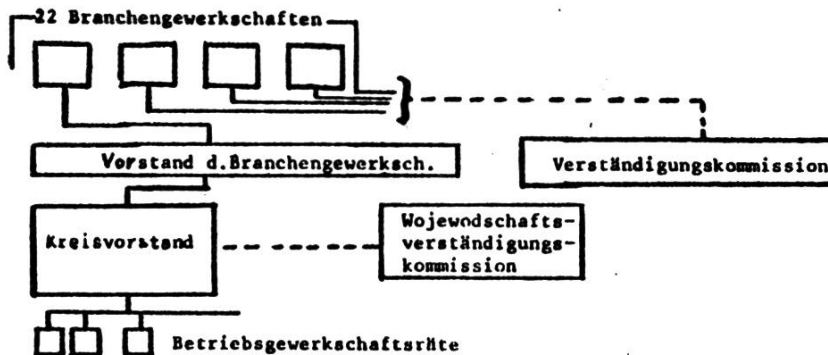 22 Branchengewerkschaften
Vorstand d.Branchengewerksch.
Verständigungskommission
Kreisvorstand
Wojewodschafts-
verständigungs-
kommission
Betriebsgewerkschaftsräte